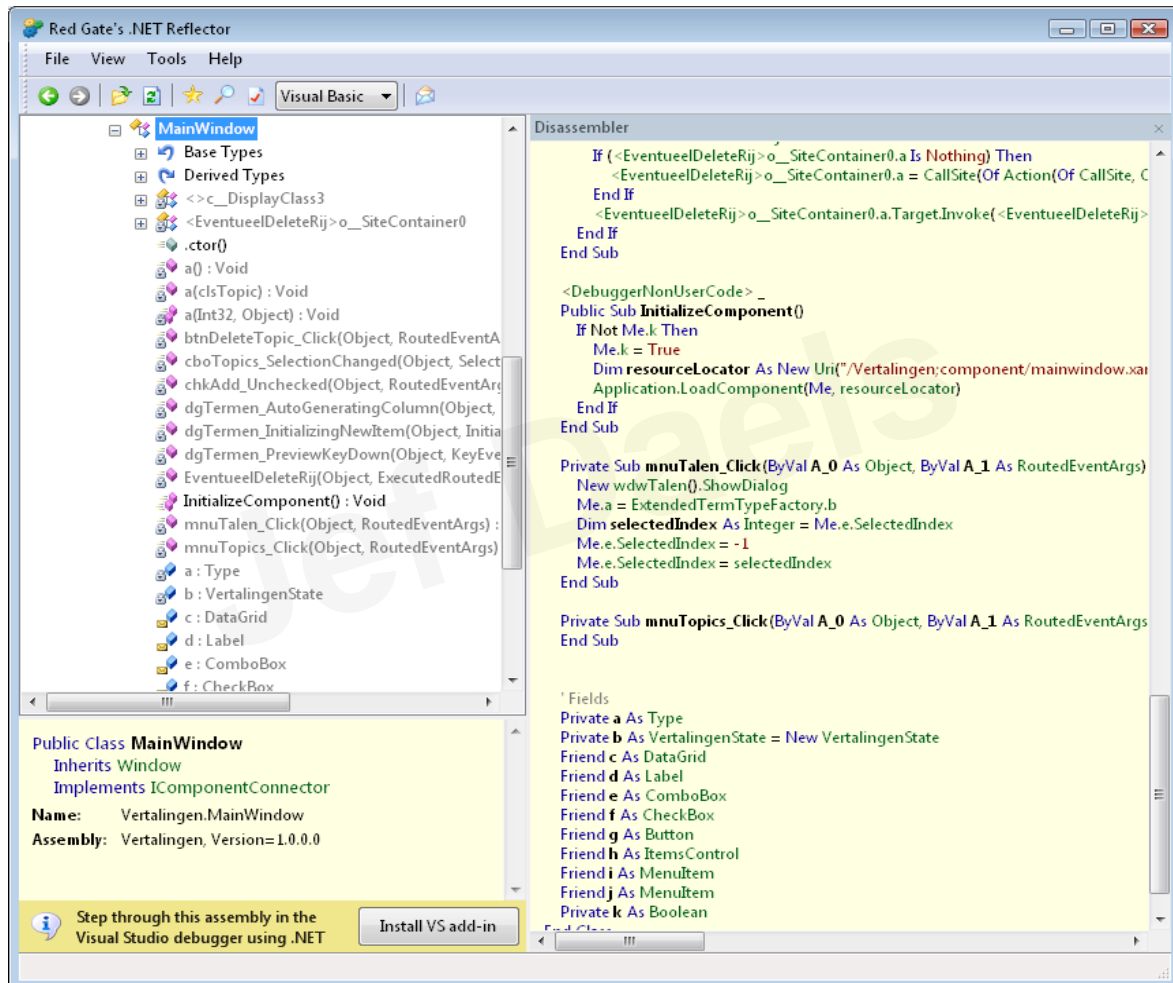 Red Gate's .NET Reflector
File View Tools Help
Visual Basic
MainWindow
Base Types
Derived Types
<>c__DisplayClass3
<EventueelDeleteRij>o__SiteContainer0
.ctor()
a() : Void
a(clsTopic) : Void
a(Int32, Object) : Void
btnDeleteTopic_Click(Object, RoutedEventA
cboTopics_SelectionChanged(Object, Select
chkAdd_Unchecked(Object, RoutedEventArg
dgTermen_AutoGeneratingColumn(Object,
dgTermen_InitializingNewItem(Object, Initia
dgTermen_PreviewKeyDown(Object, KeyEve
EventueelDeleteRij(Object, ExecutedRoutedE
InitializeComponent() : Void
mnuTalen_Click(Object, RoutedEventArgs) :
mnuTopics_Click(Object, RoutedEventArgs)
a : Type
b : VertalingenState
c : DataGrid
d : Label
e : ComboBox
f : CheckBox
Public Class MainWindow
Inherits Window
Implements IComponentConnector
Name: Vertalingen.MainWindow
Assembly: Vertalingen, Version=1.0.0.0
Step through this assembly in the
Visual Studio debugger using .NET
Install VS add-in
Disassembler
If (<EventueelDeleteRij>o__SiteContainer0.a Is Nothing) Then
<EventueelDeleteRij>o__SiteContainer0.a = CallSite(Of Action(Of CallSite, C
End If
<EventueelDeleteRij>o__SiteContainer0.a.Target.Invoke(<EventueelDeleteRij>
End If
End Sub
<DebuggerNonUserCode> _
Public Sub InitializeComponent()
If Not Me.k Then
Me.k = True
Dim resourceLocator As New Uri("/Vertalingen;component/mainwindow.xar
Application.LoadComponent(Me, resourceLocator)
End If
End Sub
Private Sub mnuTalen_Click(ByVal A_0 As Object, ByVal A_1 As RoutedEventArgs)
New wdwTalen().ShowDialog
Me.a = ExtendedTermTypeFactory.b
Dim selectedIndex As Integer = Me.e.SelectedIndex
Me.e.SelectedIndex = -1
Me.e.SelectedIndex = selectedIndex
End Sub
Private Sub mnuTopics_Click(ByVal A_0 As Object, ByVal A_1 As RoutedEventArgs
End Sub
' Fields
Private a As Type
Private b As VertalingenState = New VertalingenState
Friend c As DataGrid
Friend d As Label
Friend e As ComboBox
Friend f As CheckBox
Friend g As Button
Friend h As ItemsControl
Friend i As MenuItem
Friend j As MenuItem
Private k As Boolean
End Class
Jef Daels